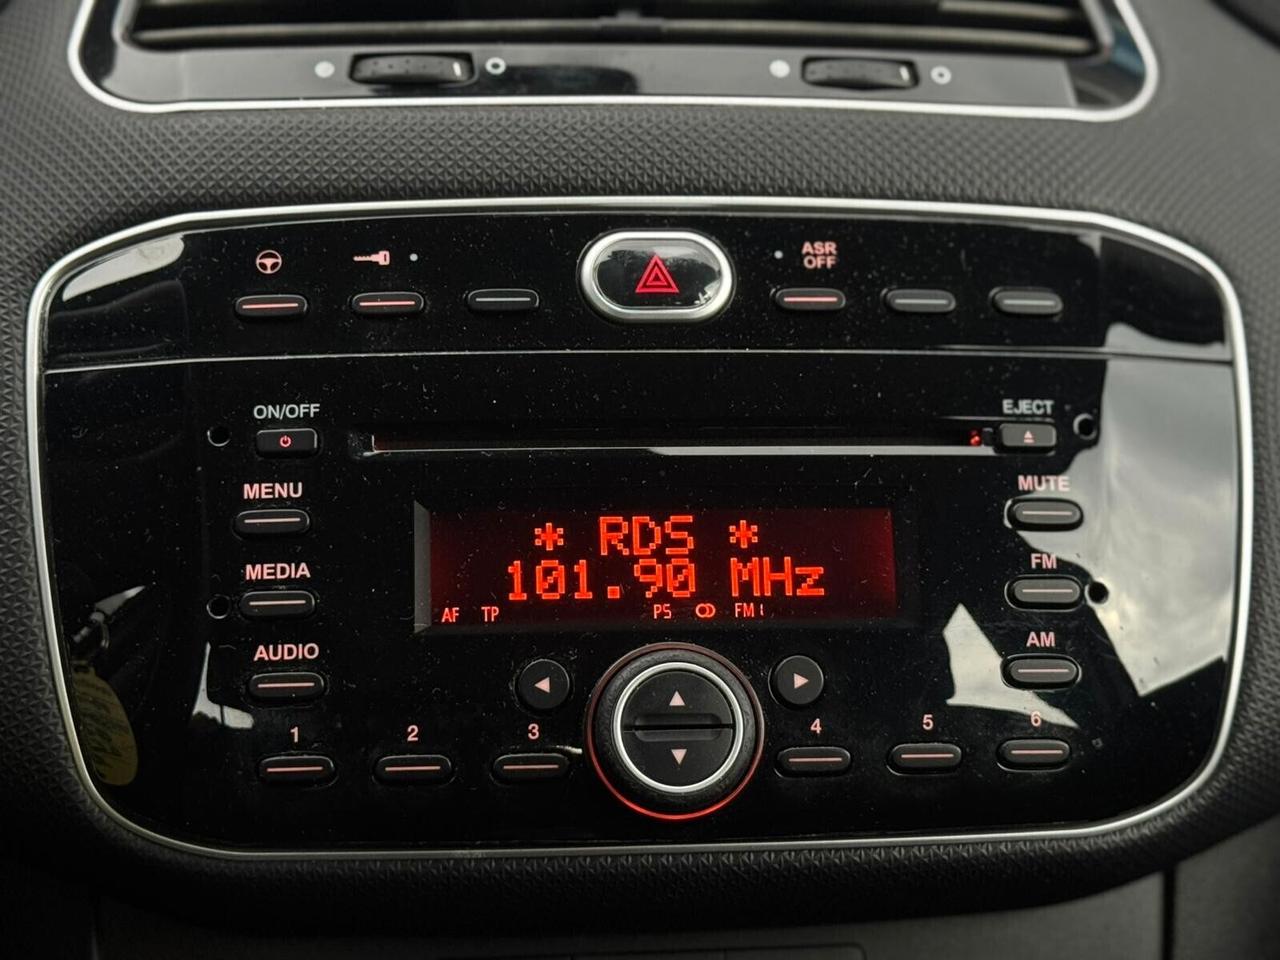 ASR
OFF
ON/OFF
EJECT
MENU
MUTE
* RDS *
MEDIA
FM
101.90 MHz
AF TP PS FM1
AUDIO
AM
1 2 3 4 5 6